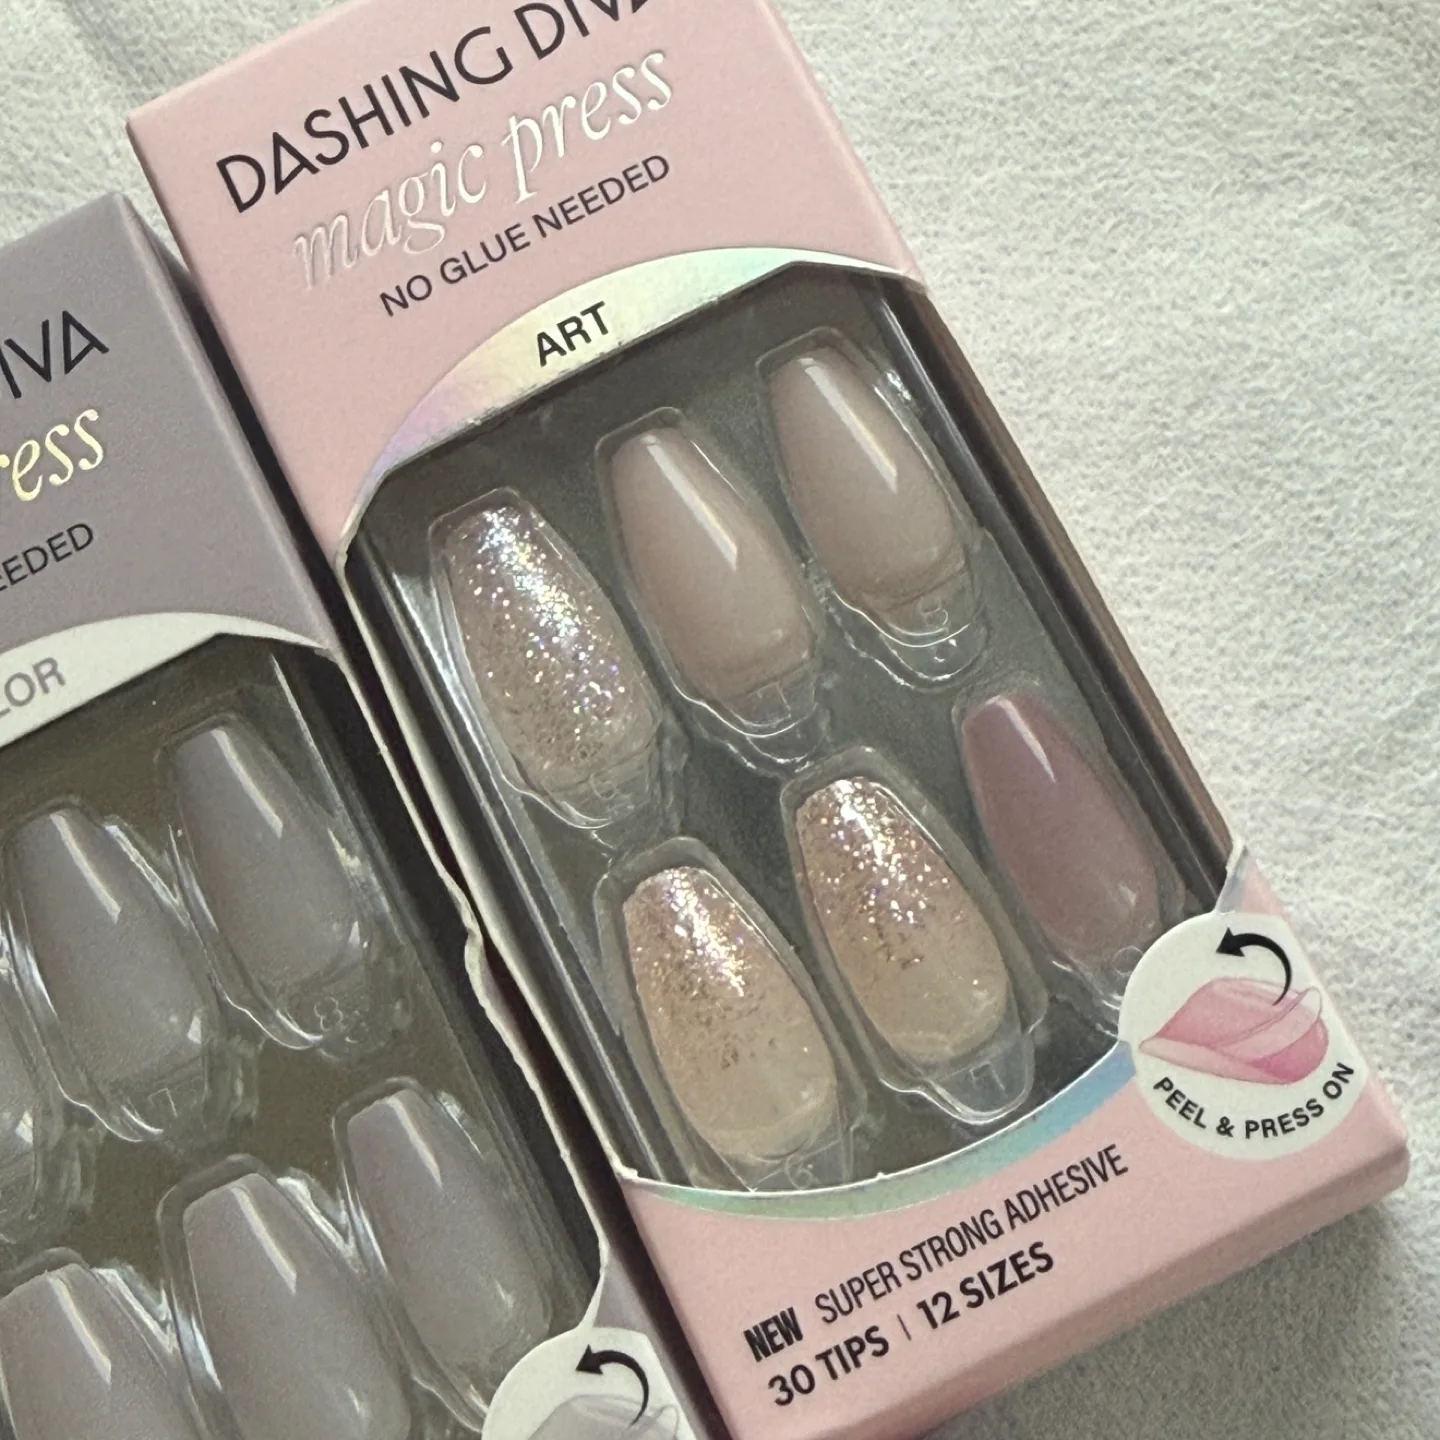 DASHING DIVA
magic press
NO GLUE NEEDED
ART
PEEL & PRESS ON
NEW SUPER STRONG ADHESIVE
30 TIPS | 12 SIZES
IVA
ress
EEDED
LOR